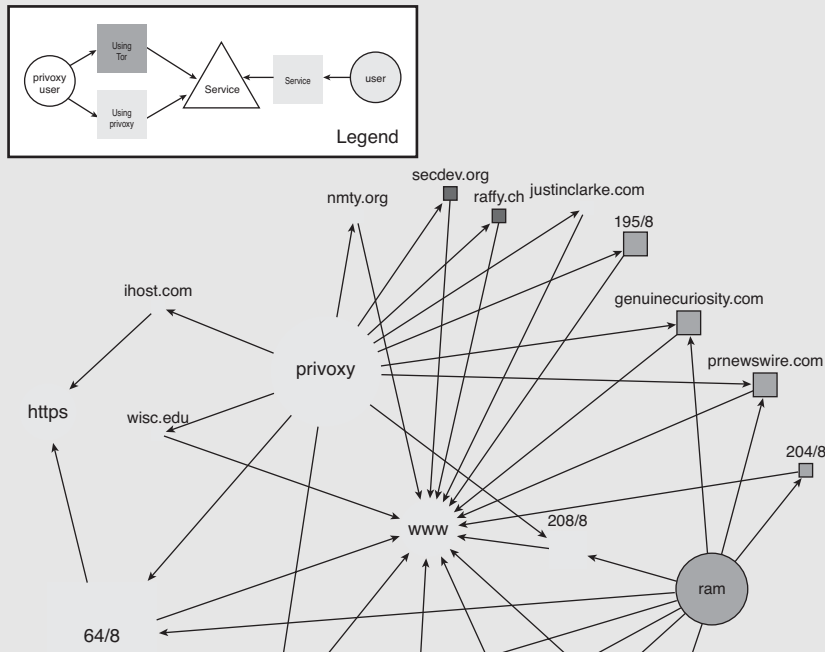 Using
Tor
privoxy
user
Service
Service
user
Using
privoxy
Legend
secdev.org
nmty.org
raffy.ch
justinclarke.com
195/8
ihost.com
genuinecuriosity.com
privoxy
prnewswire.com
https
wisc.edu
204/8
www
208/8
ram
64/8